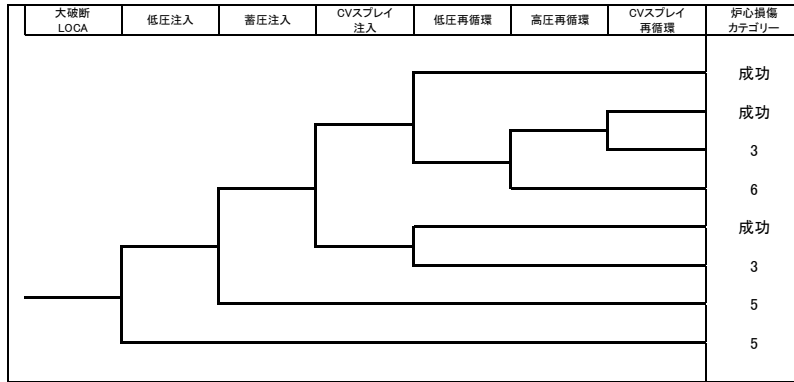 大破断
LOCA
低圧注入
蓄圧注入
CVスプレイ
注入
低圧再循環
高圧再循環
CVスプレイ
再循環
炉心損傷
カテゴリー
成功
成功
3
6
成功
3
5
5